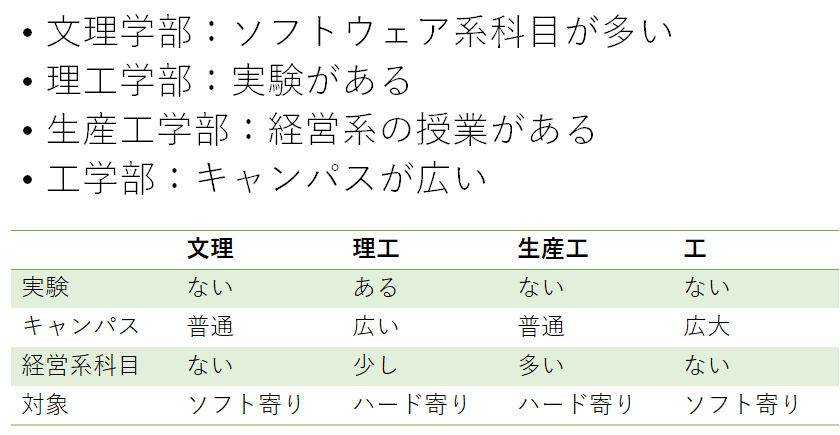 • 文理学部：ソフトウェア系科目が多い
• 理工学部：実験がある
• 生産工学部：経営系の授業がある
• 工学部：キャンパスが広い
文理 理工 生産工 工
実験 ない ある ない ない
キャンパス 普通 広い 普通 広大
経営系科目 ない 少し 多い ない
対象 ソフト寄り ハード寄り ハード寄り ソフト寄り